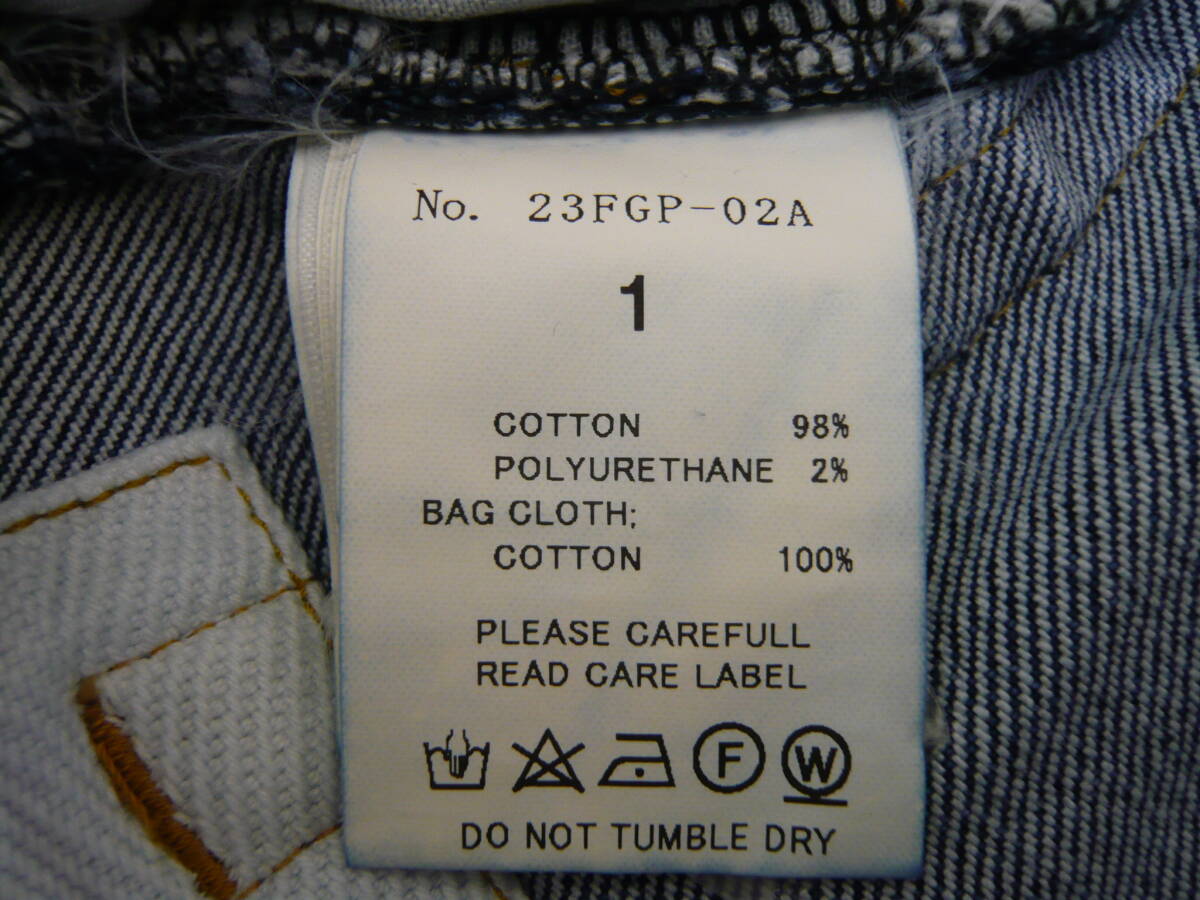 No. 23FGP-02A
1
COTTON 98%
POLYURETHANE 2%
BAG CLOTH;
COTTON 100%
PLEASE CAREFULL
READ CARE LABEL
F W
DO NOT TUMBLE DRY